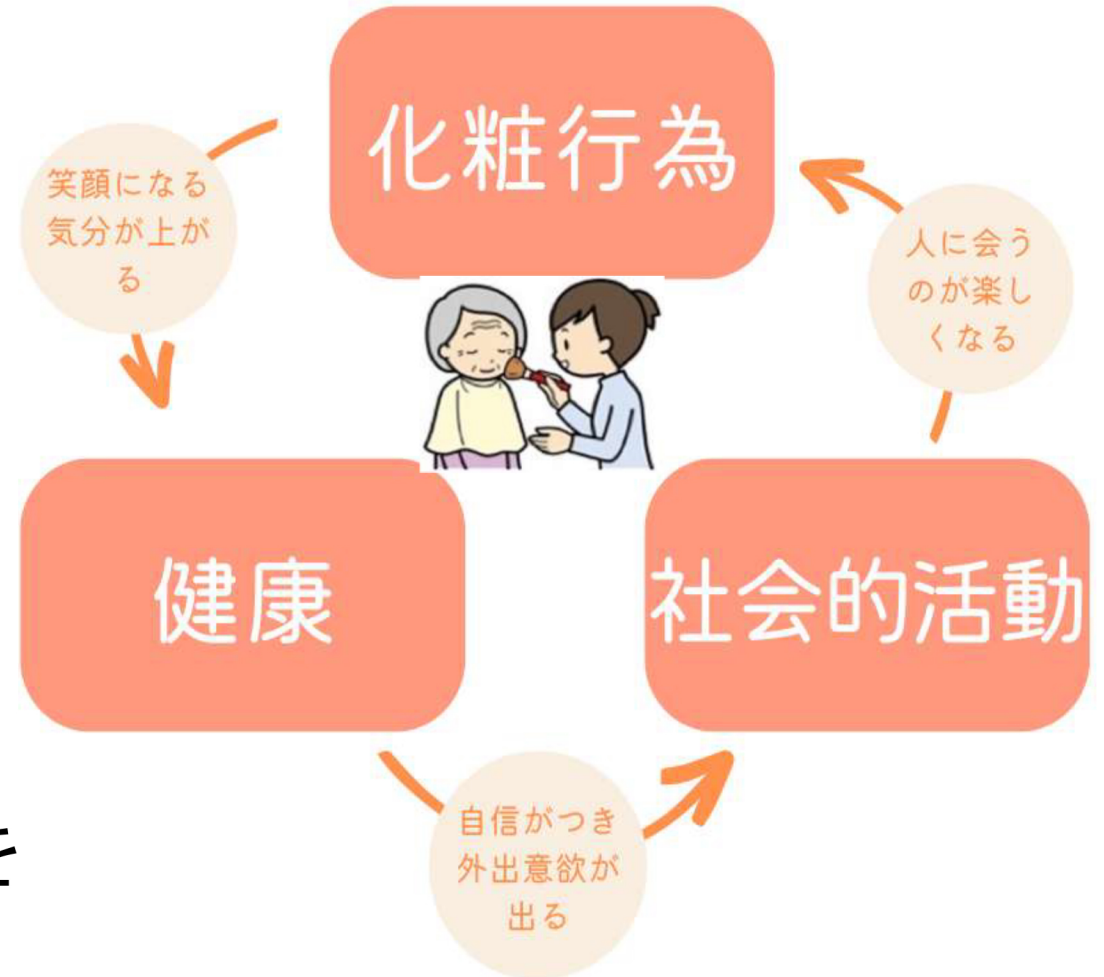 化粧行為
笑顔になる
気分が上が
る
人に会う
のが楽し
くなる
健康
社会的活動
自信がつき
外出意欲が
出る
を